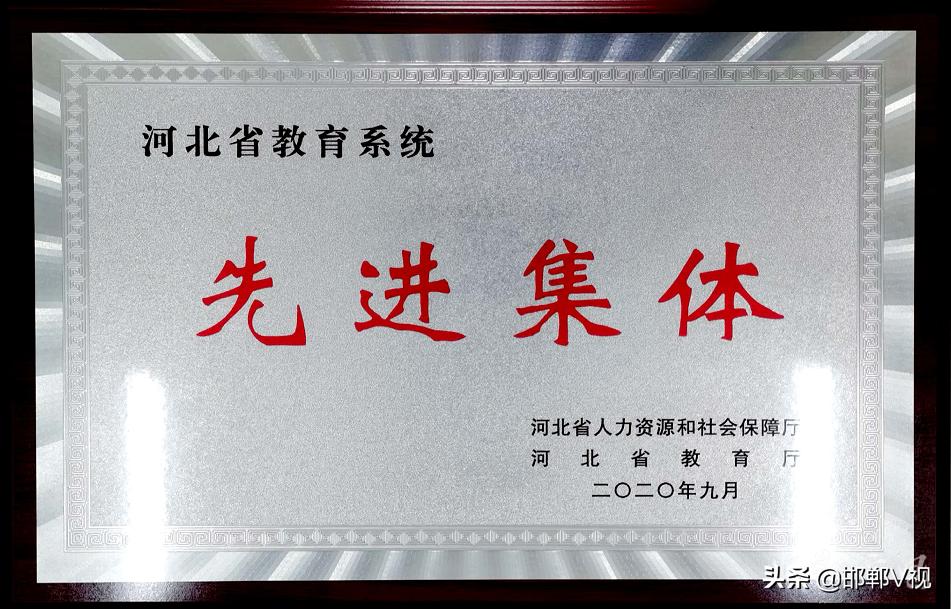 河北省教育系统
先进集体
河北省人力资源和社会保障厅
河北省教育厅
二〇二〇年九月
头条 @邯郸V视